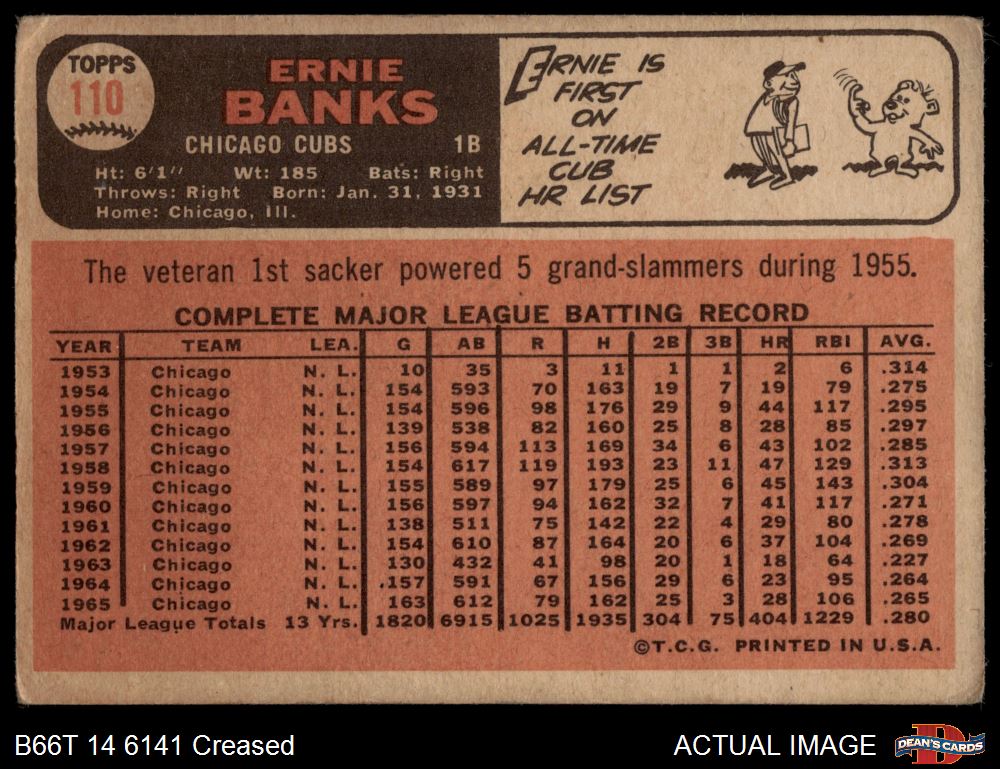 TOPPS
110
ERNIE
BANKS
CHICAGO CUBS 1B
Ht: 6'1" Wt: 185 Bats: Right
Throws: Right Born: Jan. 31, 1931
Home: Chicago, Ill.
ERNIE IS
FIRST
ON
ALL-TIME
CUB
HR LIST
The veteran 1st sacker powered 5 grand-slammers during 1955.
COMPLETE MAJOR LEAGUE BATTING RECORD
YEAR TEAM LEA. G AB R H 2B 3B HR RBI AVG.
1953 Chicago N. L. 10 35 3 11 1 1 2 6 .314
1954 Chicago N. L. 154 593 70 163 19 7 19 79 .275
1955 Chicago N. L. 154 596 98 176 29 9 44 117 .295
1956 Chicago N. L. 139 538 82 160 25 8 28 85 .297
1957 Chicago N. L. 156 594 113 169 34 6 43 102 .285
1958 Chicago N. L. 154 617 119 193 23 11 47 129 .313
1959 Chicago N. L. 155 589 97 179 25 6 45 143 .304
1960 Chicago N. L. 156 597 94 162 32 7 41 117 .271
1961 Chicago N. L. 138 511 75 142 22 4 29 80 .278
1962 Chicago N. L. 154 610 87 164 20 6 37 104 .269
1963 Chicago N. L. 130 432 41 98 20 1 18 64 .227
1964 Chicago N. L. .157 591 67 156 29 6 23 95 .264
1965 Chicago N. L. 163 612 79 162 25 3 28 106 .265
Major League Totals 13 Yrs. 1820 6915 1025 1935 304 75 404 1229 .280
©T.C.G. PRINTED IN U.S.A.
B66T 14 6141 Creased
ACTUAL IMAGE
DEAN'S CARDS